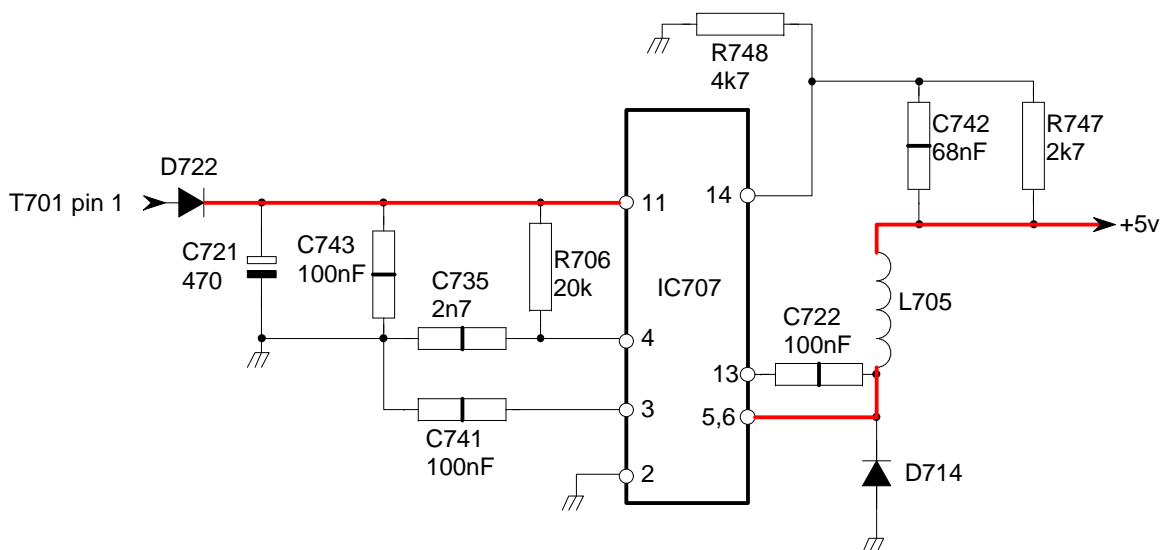 R748
4k7
C742
68nF
R747
2k7
D722
T701 pin 1
11
14
+5v
C721
470
C743
100nF
R706
20k
IC707
L705
C735
2n7
C722
100nF
4
13
3
5,6
C741
100nF
2
D714